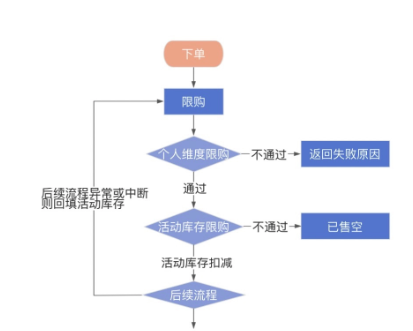 下单
限购
个人维度限购
不通过
返回失败原因
后续流程异常或中断
则回填活动库存
通过
活动库存限购
不通过
已售空
活动库存扣减
后续流程